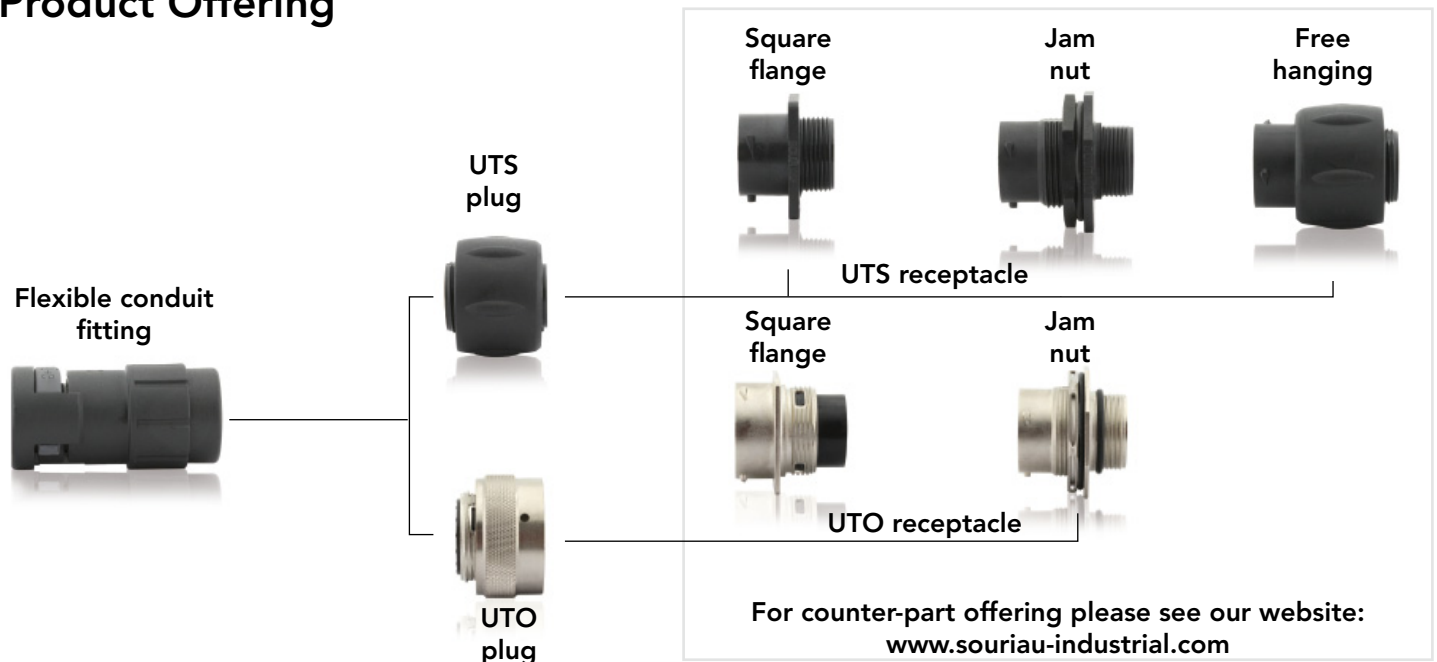 Product Offering
Square
flange
Jam
nut
Free
hanging
UTS
plug
UTS receptacle
Flexible conduit
fitting
Square
flange
Jam
nut
UTO receptacle
UTO
plug
For counter-part offering please see our website:
www.souriau-industrial.com